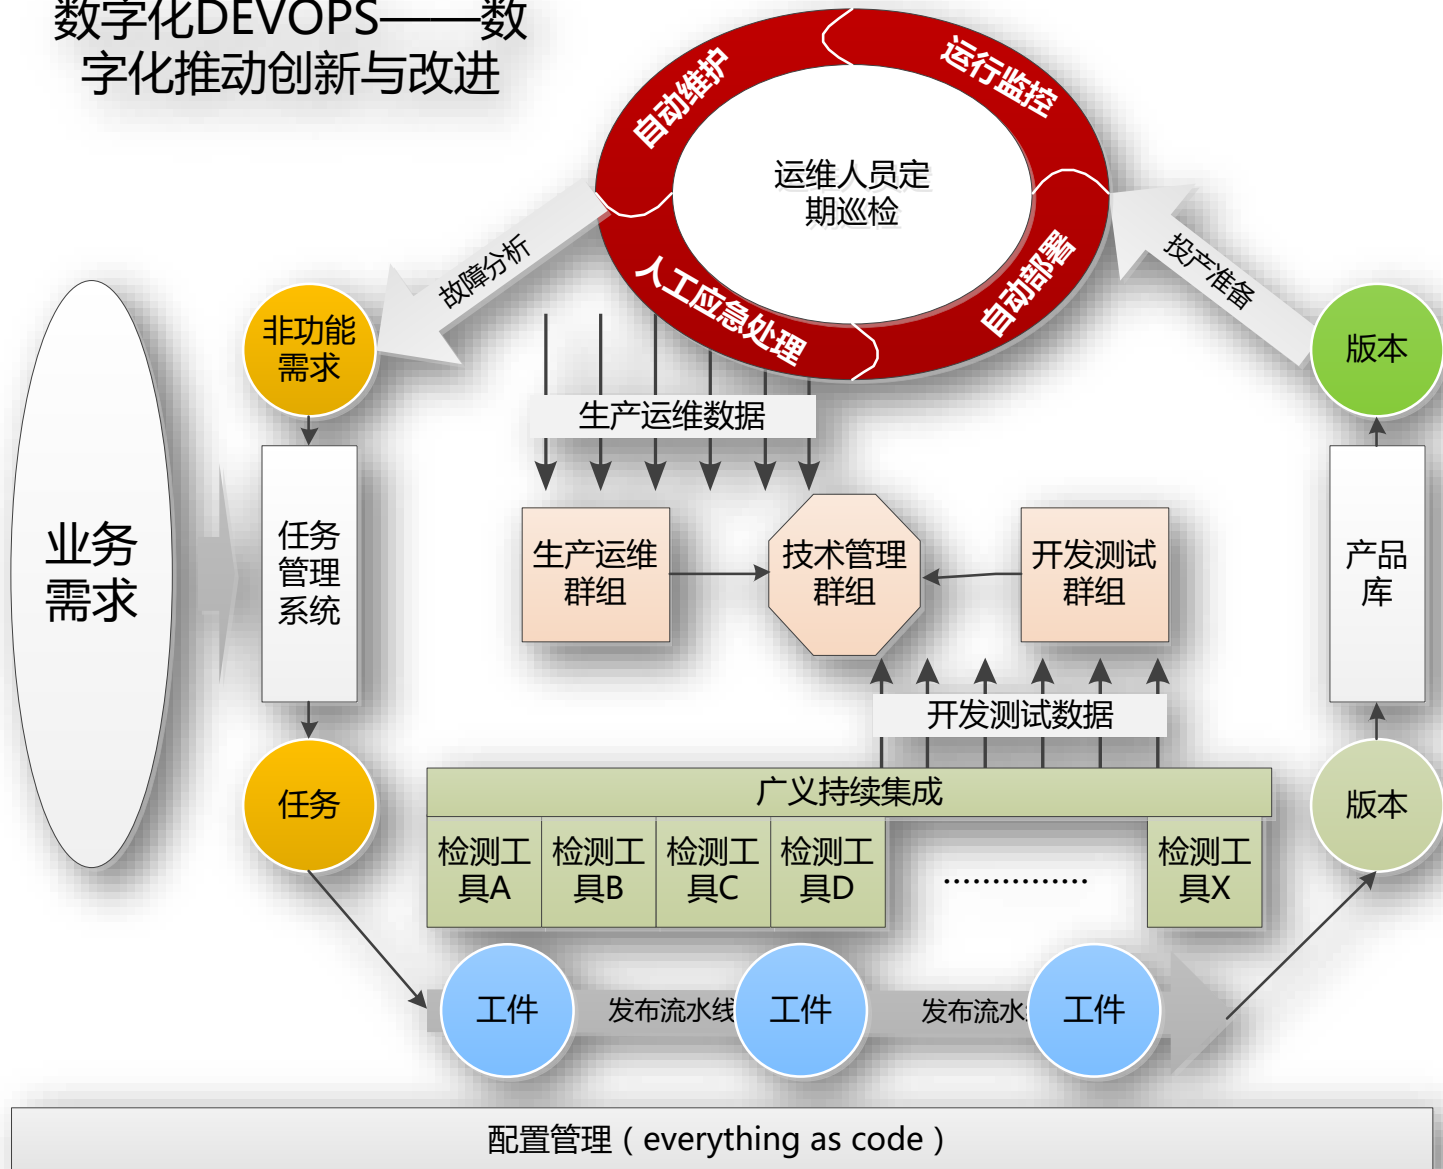 数字化DEVOPS——数
字化推动创新与改进
自动维护
运行监控
运维人员定
期巡检
人工应急处理
自动部署
故障分析
投产准备
非功能
需求
版本
生产运维数据
业务
需求
任务
管理
系统
生产运维
群组
技术管理
群组
开发测试
群组
产品
库
开发测试数据
任务
广义持续集成
版本
检测工
具A
检测工
具B
检测工
具C
检测工
具D
……………
检测工
具X
工件
发布流水线
工件
发布流水
工件
配置管理（everything as code）